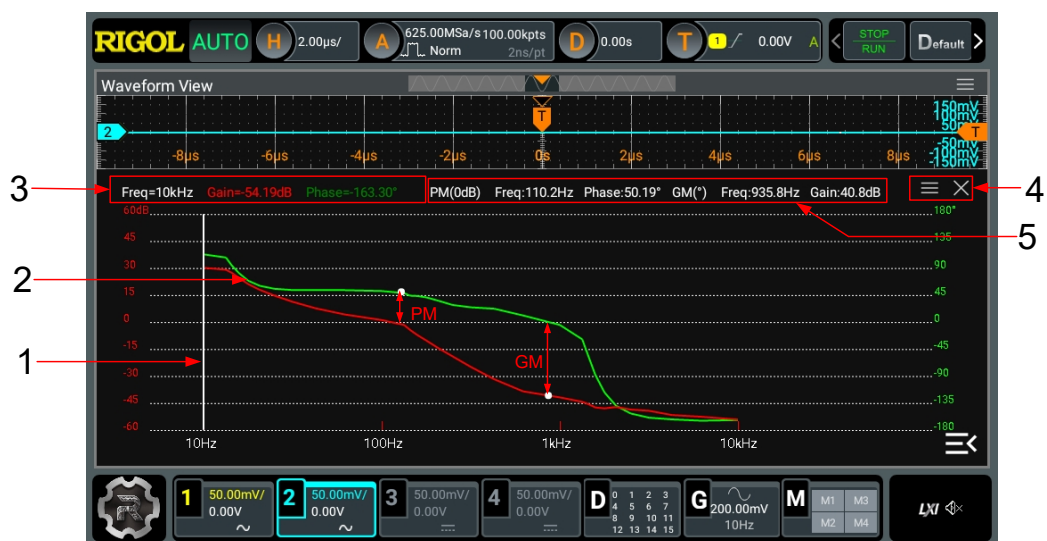 RIGOL AUTO H 2.00μs/ A 625.00MSa/s 100.00kpts Norm 2ns/pt D 0.00s T 1 0.00V A STOP RUN Default
Waveform View
150mV
100mV
50mV
2 T T
-50mV
-100mV
-150mV
-8μs -6μs -4μs -2μs 0s 2μs 4μs 6μs 8μs
3 Freq=10kHz Gain=-54.19dB Phase=-163.30° PM(0dB) Freq:110.2Hz Phase:50.19° GM(°) Freq:935.8Hz Gain:40.8dB 4
60dB 180°
45 135 5
30 90
2
15 45
PM
0 0
-15 -45
1 GM
-30 -90
-45 -135
-60 -180
10Hz 100Hz 1kHz 10kHz
R 1 50.00mV/ 0.00V 2 50.00mV/ 0.00V 3 50.00mV/ 0.00V 4 50.00mV/ 0.00V D 0 1 2 3 4 5 6 7 8 9 10 11 12 13 14 15 G 200.00mV 10Hz M M1 M3 M2 M4 LXI